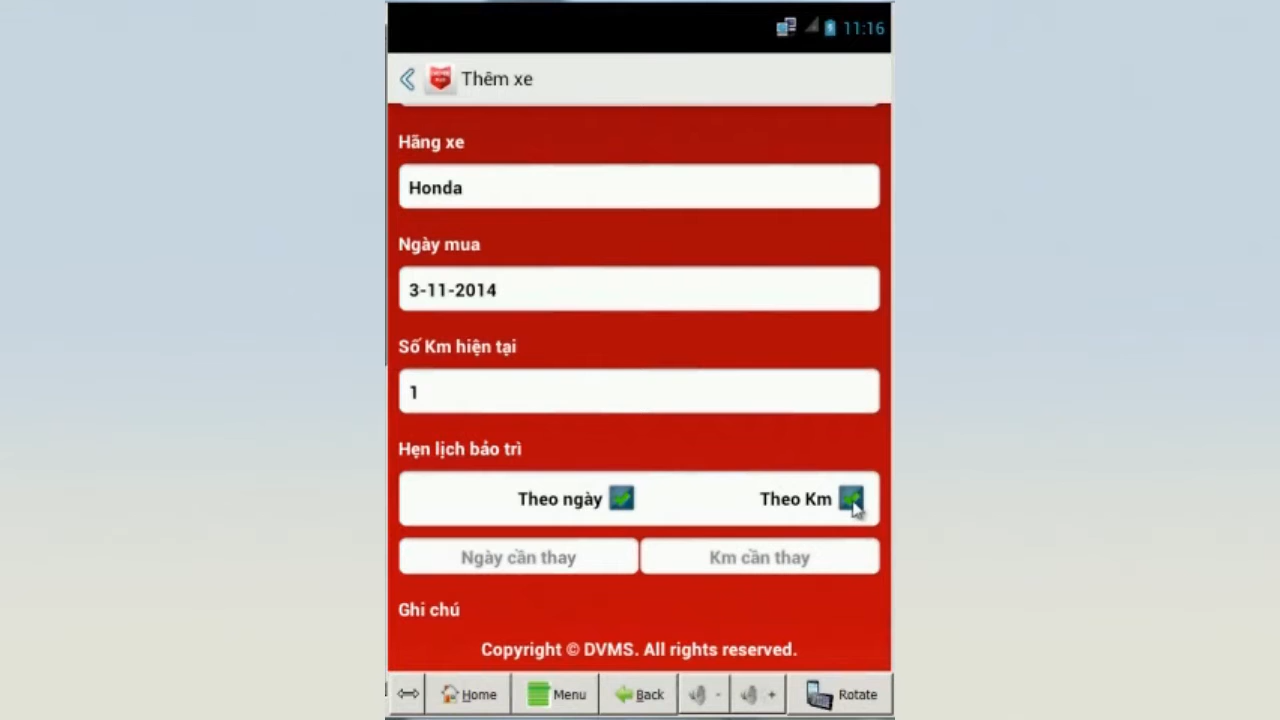 11:16
Thêm xe
Hãng xe
Honda
Ngày mua
3-11-2014
Số Km hiện tại
1
Hẹn lịch bảo trì
Theo ngày Theo Km
Ngày cần thay Km cần thay
Ghi chú
Copyright © DVMS. All rights reserved.
Home Menu Back - + Rotate